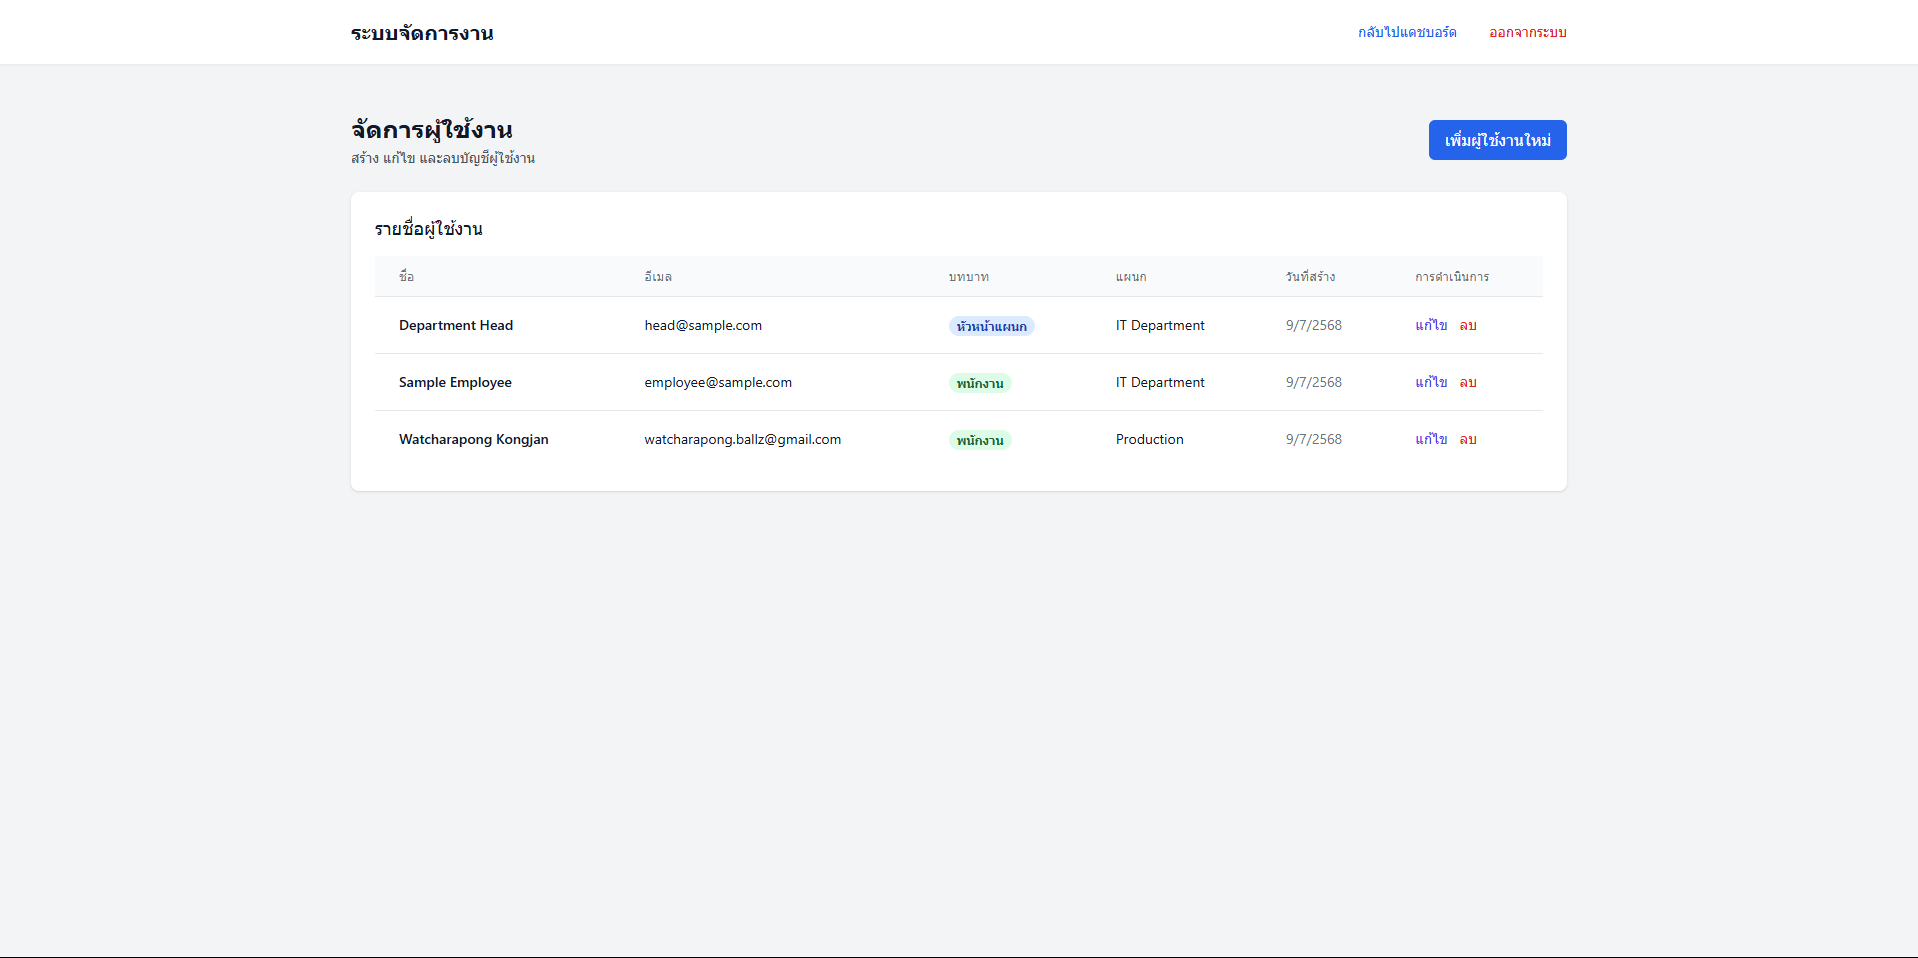 ระบบจัดการงาน กลับไปแดชบอร์ด ออกจากระบบ
จัดการผู้ใช้งาน
สร้าง แก้ไข และลบบัญชีผู้ใช้งาน
เพิ่มผู้ใช้งานใหม่
รายชื่อผู้ใช้งาน
ชื่อ อีเมล บทบาท แผนก วันที่สร้าง การดำเนินการ
Department Head head@sample.com หัวหน้าแผนก IT Department 9/7/2568 แก้ไข ลบ
Sample Employee employee@sample.com พนักงาน IT Department 9/7/2568 แก้ไข ลบ
Watcharapong Kongjan watcharapong.ballz@gmail.com พนักงาน Production 9/7/2568 แก้ไข ลบ